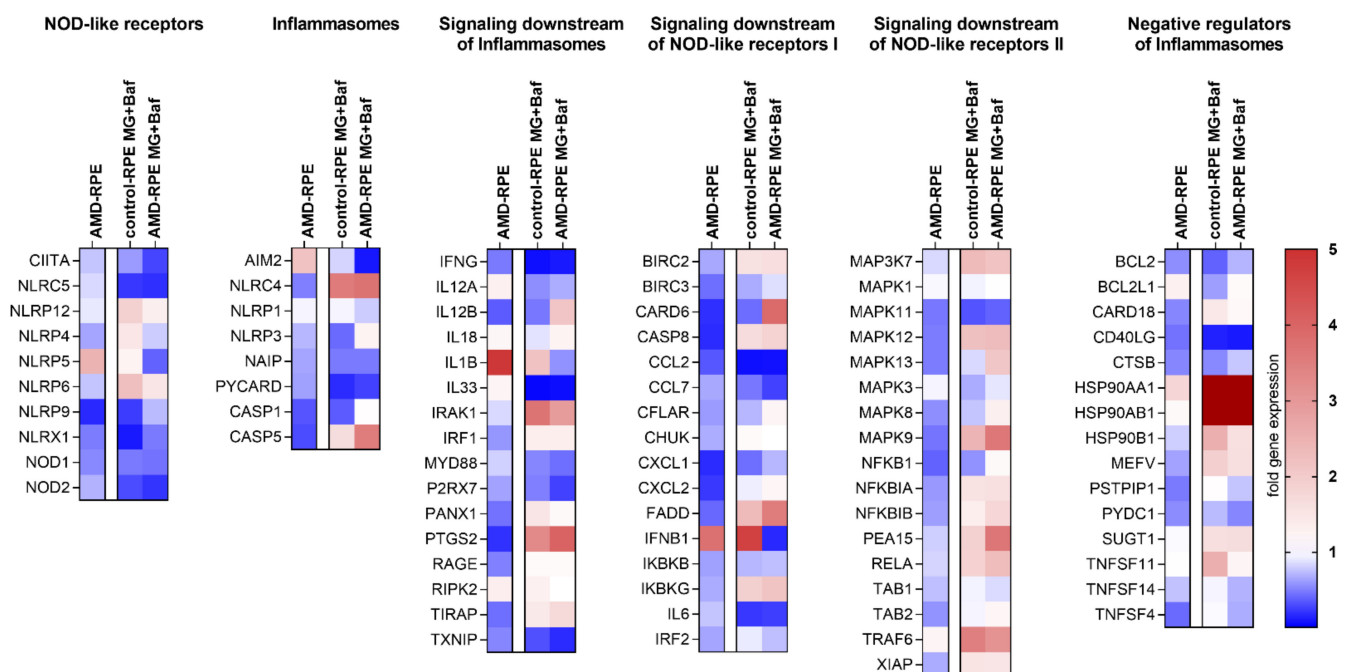 NOD-like receptors
AMD-RPE
control-RPE MG+Baf
AMD-RPE MG+Baf
CIITA
NLRC5
NLRP12
NLRP4
NLRP5
NLRP6
NLRP9
NLRX1
NOD1
NOD2
Inflammasomes
AMD-RPE
control-RPE MG+Baf
AMD-RPE MG+Baf
AIM2
NLRC4
NLRP1
NLRP3
NAIP
PYCARD
CASP1
CASP5
Signaling downstream
of Inflammasomes
AMD-RPE
control-RPE MG+Baf
AMD-RPE MG+Baf
IFNG
IL12A
IL12B
IL18
IL1B
IL33
IRAK1
IRF1
MYD88
P2RX7
PANX1
PTGS2
RAGE
RIPK2
TIRAP
TXNIP
Signaling downstream
of NOD-like receptors I
AMD-RPE
control-RPE MG+Baf
AMD-RPE MG+Baf
BIRC2
BIRC3
CARD6
CASP8
CCL2
CCL7
CFLAR
CHUK
CXCL1
CXCL2
FADD
IFNB1
IKBKB
IKBKG
IL6
IRF2
Signaling downstream
of NOD-like receptors II
AMD-RPE
control-RPE MG+Baf
AMD-RPE MG+Baf
MAP3K7
MAPK1
MAPK11
MAPK12
MAPK13
MAPK3
MAPK8
MAPK9
NFKB1
NFKBIA
NFKBIB
PEA15
RELA
TAB1
TAB2
TRAF6
XIAP
Negative regulators
of Inflammasomes
AMD-RPE
control-RPE MG+Baf
AMD-RPE MG+Baf
BCL2
BCL2L1
CARD18
CD40LG
CTSB
HSP90AA1
HSP90AB1
HSP90B1
MEFV
PSTPIP1
PYDC1
SUGT1
TNFSF11
TNFSF14
TNFSF4
fold gene expression
5
4
3
2
1